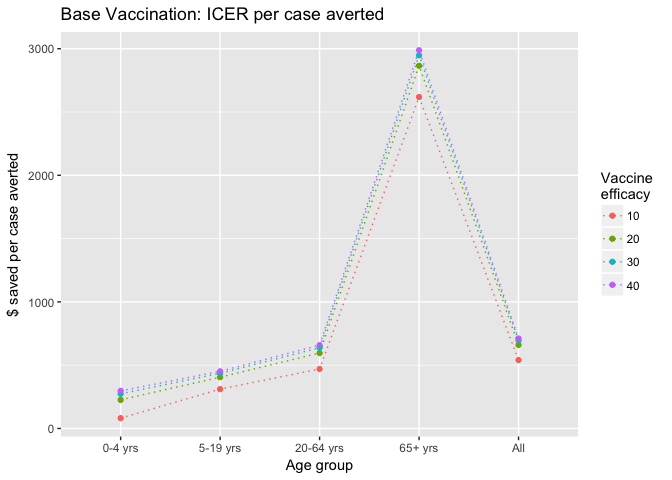 Base Vaccination: ICER per case averted
$ saved per case averted
3000
2000
1000
0
0-4 yrs
5-19 yrs
20-64 yrs
65+ yrs
All
Age group
Vaccine
efficacy
10
20
30
40